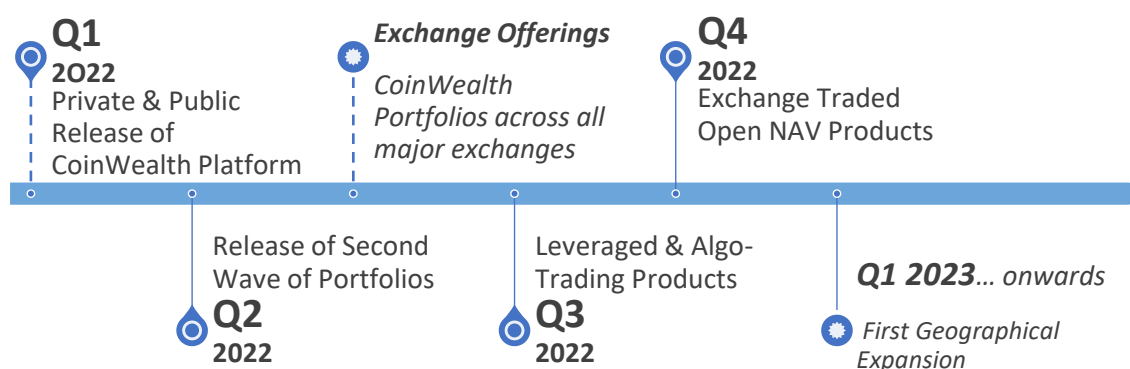 Q1
2O22
Private & Public
Release of
CoinWealth Platform
Exchange Offerings
CoinWealth
Portfolios across all
major exchanges
Q4
2022
Exchange Traded
Open NAV Products
Release of Second
Wave of Portfolios
Q2
2022
Leveraged & Algo-
Trading Products
Q3
2022
Q1 2023... onwards
First Geographical
Expansion